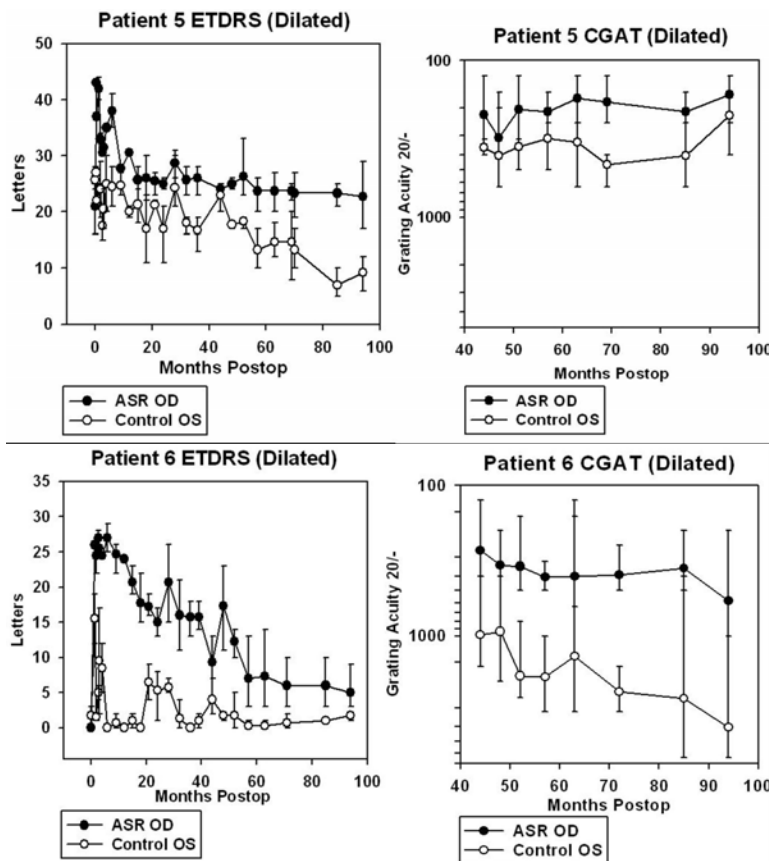 Patient 5 ETDRS (Dilated)
50
40
30
20
10
0
Letters
0 20 40 60 80 100
Months Postop
ASR OD
Control OS
Patient 5 CGAT (Dilated)
100
1000
Grating Acuity 20/-
40 50 60 70 80 90 100
Months Postop
ASR OD
Control OS
Patient 6 ETDRS (Dilated)
35
30
25
20
15
10
5
0
Letters
0 20 40 60 80 100
Months Postop
ASR OD
Control OS
Patient 6 CGAT (Dilated)
100
1000
Grating Acuity 20/-
40 50 60 70 80 90 100
Months Postop
ASR OD
Control OS